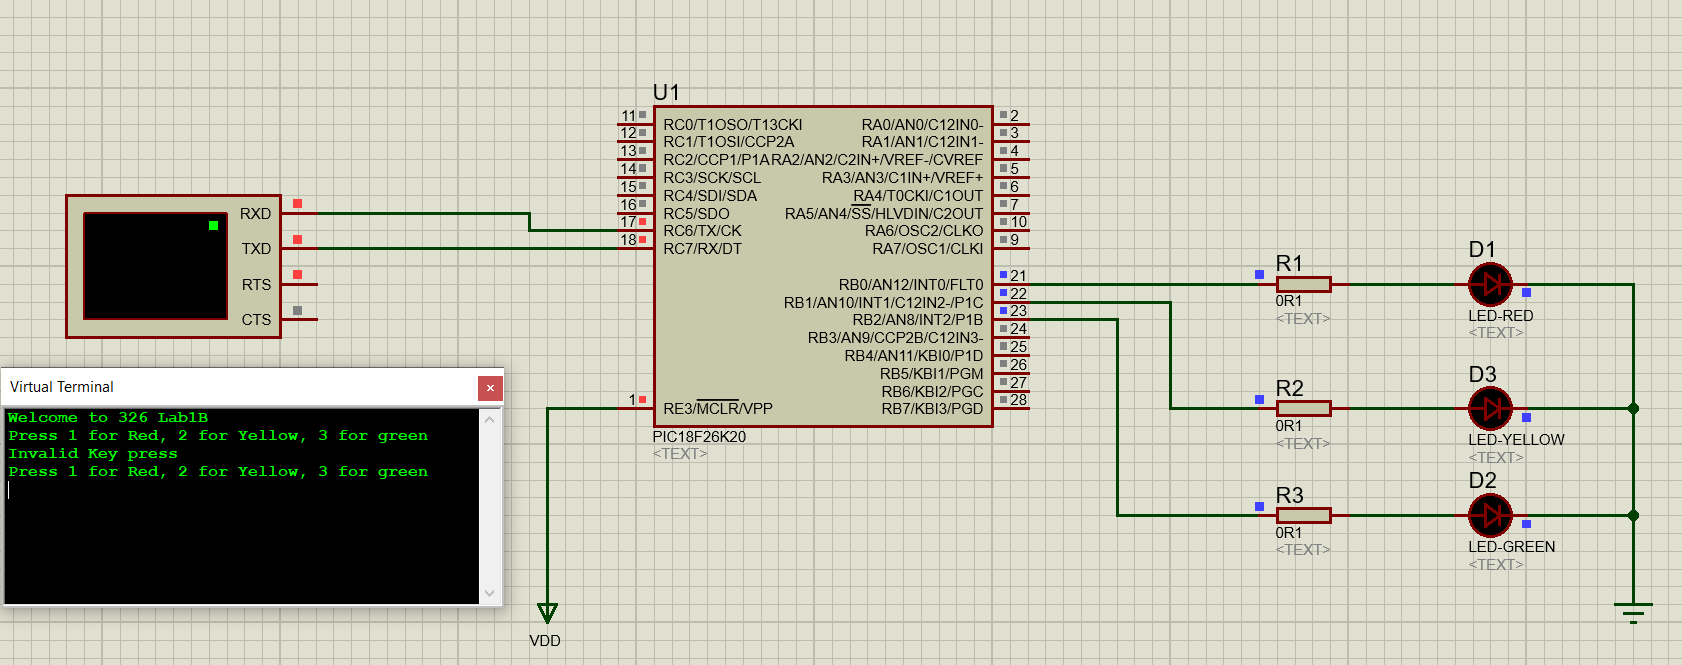 U1
11 RC0/T1OSO/T13CKI RA0/AN0/C12IN0- 2
12 RC1/T1OSI/CCP2A RA1/AN1/C12IN1- 3
13 RC2/CCP1/P1A RA2/AN2/C2IN+/VREF-/CVREF 4
14 RC3/SCK/SCL RA3/AN3/C1IN+/VREF+ 5
15 RC4/SDI/SDA RA4/T0CKI/C1OUT 6
16 RC5/SDO RA5/AN4/SS/HLVDIN/C2OUT 7
17 RC6/TX/CK RA6/OSC2/CLKO 10
18 RC7/RX/DT RA7/OSC1/CLKI 9
RB0/AN12/INT0/FLT0 21
RB1/AN10/INT1/C12IN2-/P1C 22
RB2/AN8/INT2/P1B 23
RB3/AN9/CCP2B/C12IN3- 24
RB4/AN11/KBI0/P1D 25
RB5/KBI1/PGM 26
RB6/KBI2/PGC 27
1 RE3/MCLR/VPP RB7/KBI3/PGD 28
PIC18F26K20
<TEXT>
RXD
TXD
RTS
CTS
Virtual Terminal
Welcome to 326 Lab1B
Press 1 for Red, 2 for Yellow, 3 for green
Invalid Key press
Press 1 for Red, 2 for Yellow, 3 for green
VDD
R1
0R1
<TEXT>
D1
LED-RED
<TEXT>
R2
0R1
<TEXT>
D3
LED-YELLOW
<TEXT>
R3
0R1
<TEXT>
D2
LED-GREEN
<TEXT>